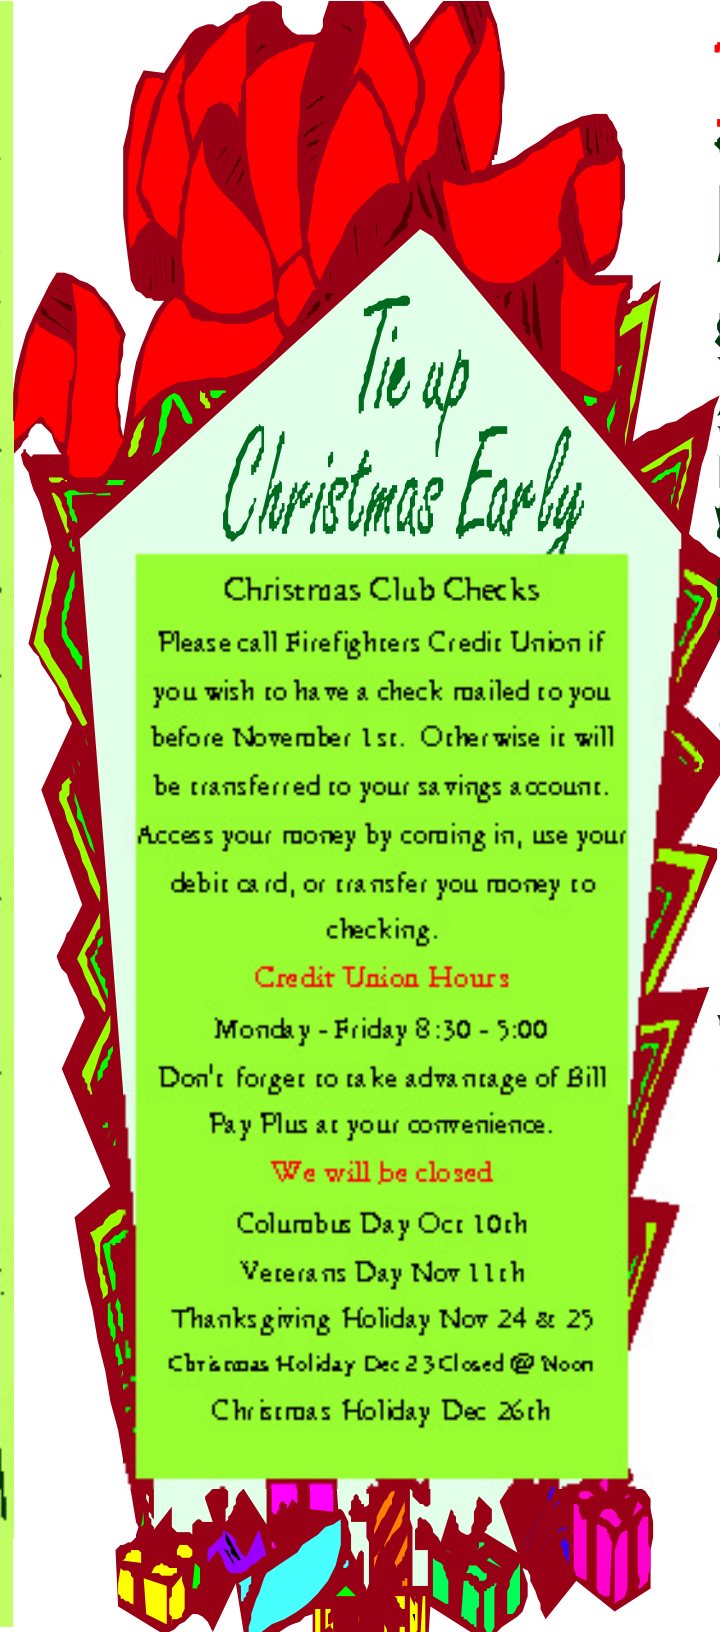 Tie up
Christmas Early
Christmas Club Checks
Please call Firefighters Credit Union if
you wish to have a check mailed to you
before November 1st. Otherwise it will
be transferred to your savings account.
Access your money by coming in, use your
debit card, or transfer you money to
checking.
Credit Union Hours
Monday - Friday 8:30 - 5:00
Don't forget to take advantage of Bill
Pay Plus at your convenience.
We will be closed
Columbus Day Oct 10th
Veterans Day Nov 11th
Thanksgiving Holiday Nov 24 & 25
Christmas Holiday Dec 23 Closed @ Noon
Christmas Holiday Dec 26th